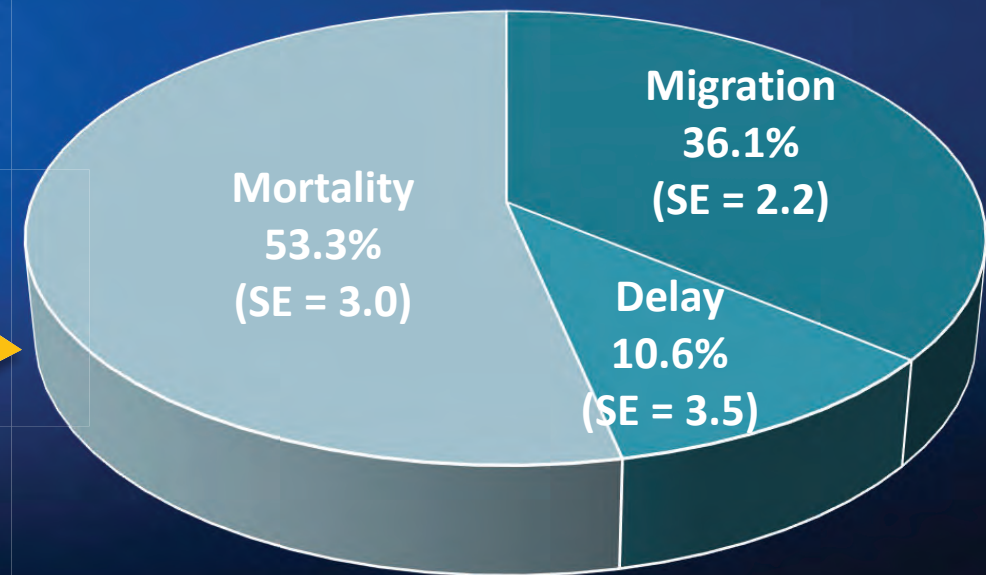 Migration
36.1%
(SE = 2.2)
Mortality
53.3%
(SE = 3.0)
Delay
10.6%
(SE = 3.5)